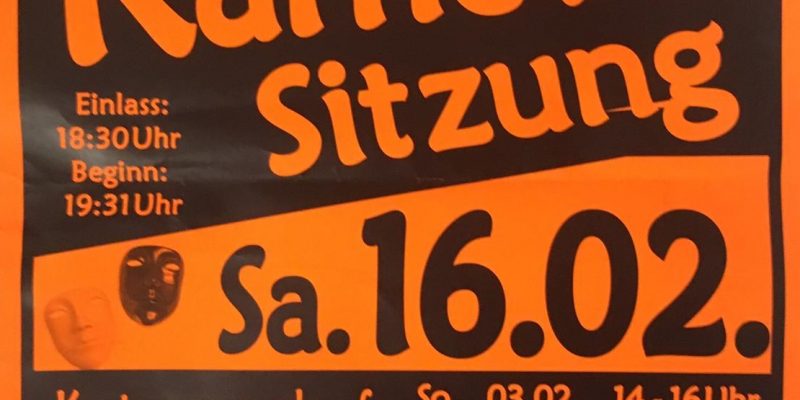 Sitzung
Einlass:
18:30 Uhr
Beginn:
19:31 Uhr
Sa. 16.02.
So 03.02 14-16 Uhr